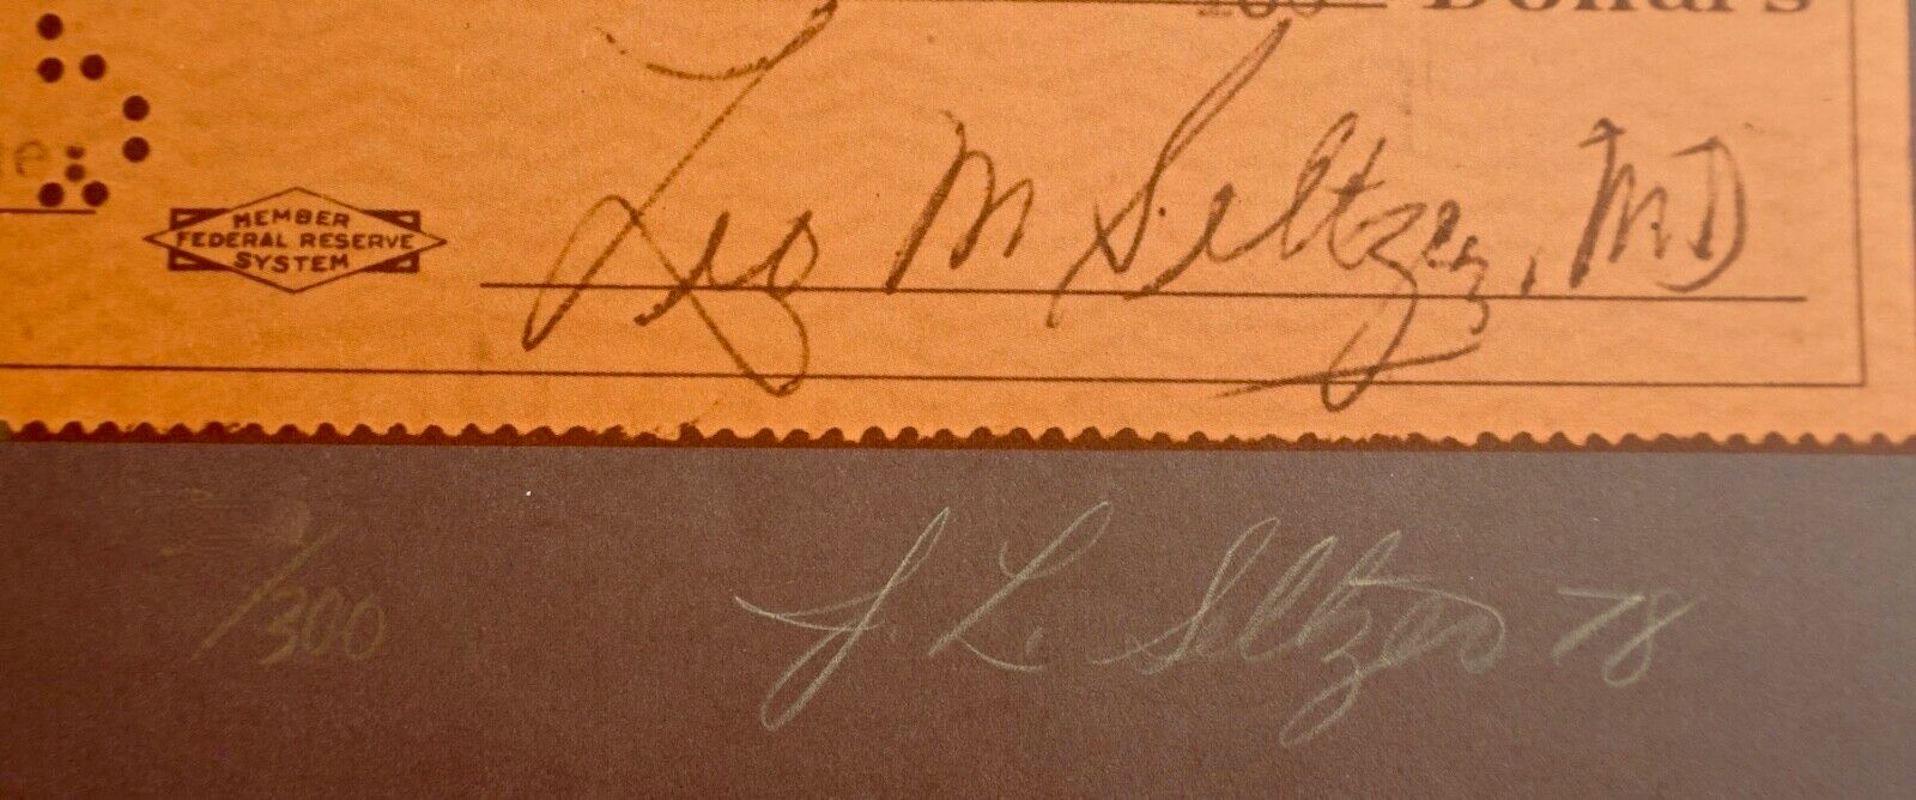 Dollars
MEMBER
FEDERAL RESERVE
SYSTEM
Leo M Seltzer, MD
/300
J. L. Seltzer 78